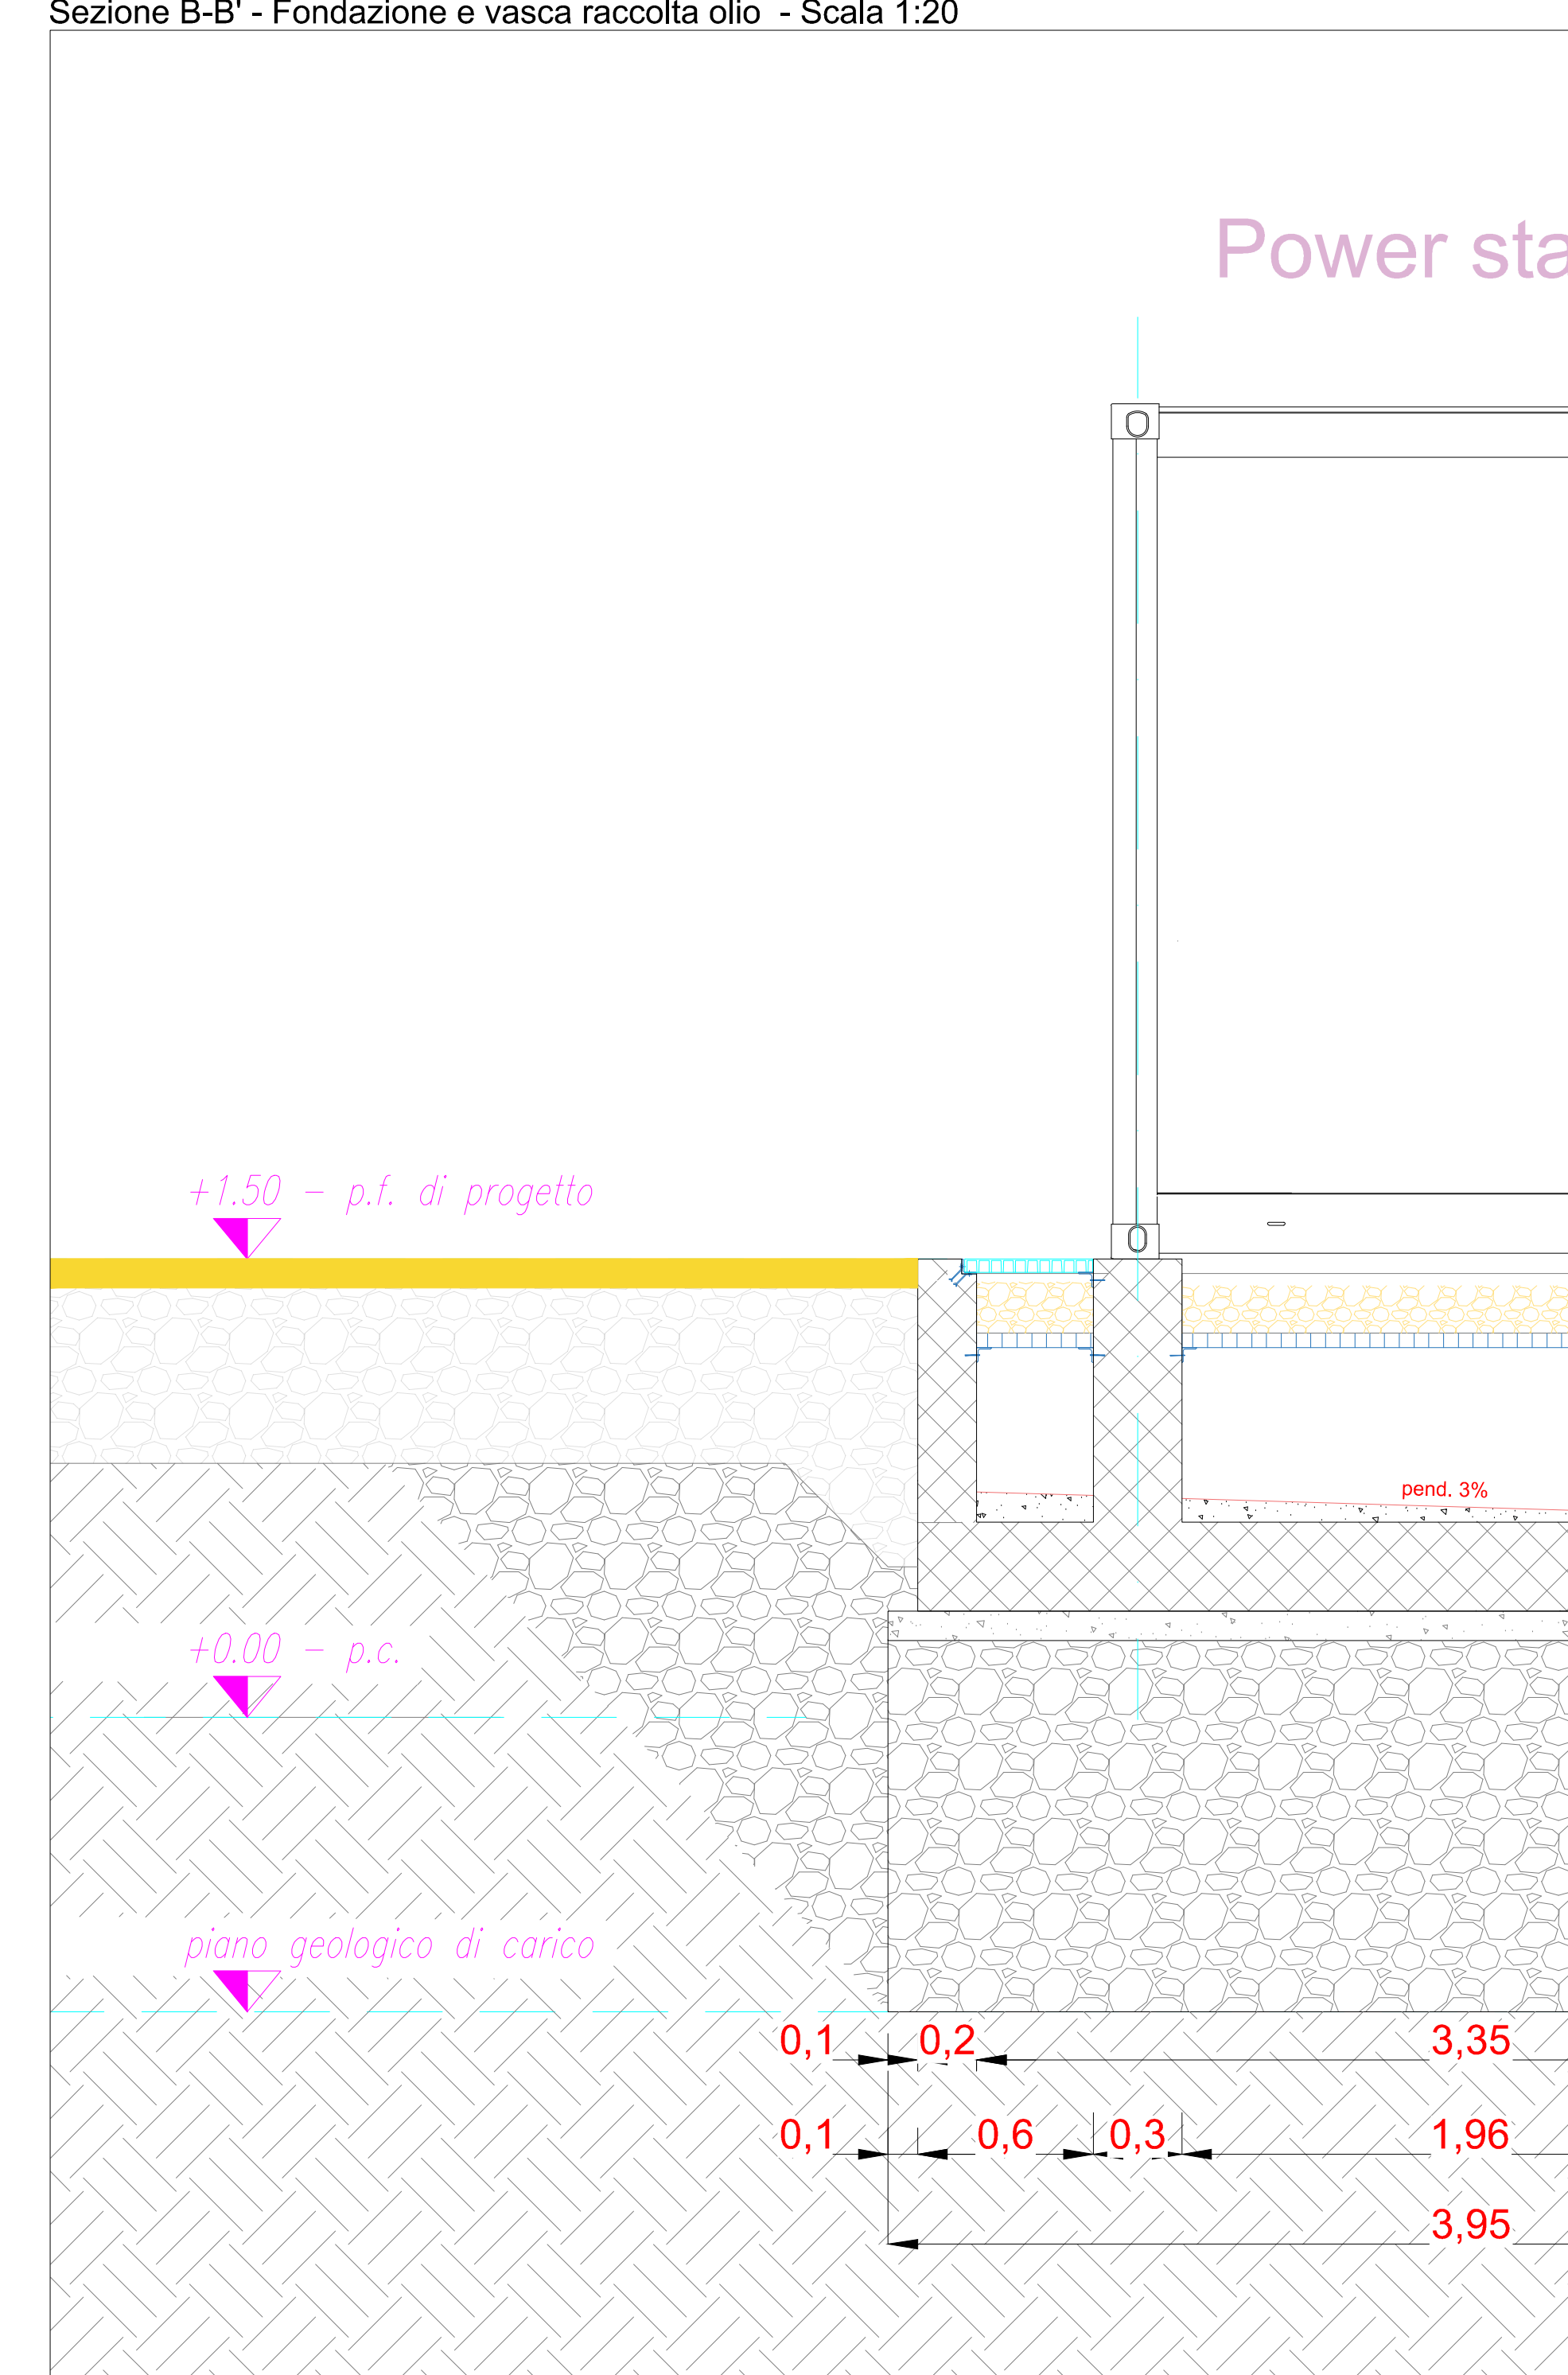 Sezione B-B' - Fondazione e vasca raccolta olio - Scala 1:20
Power sta
+1.50 - p.f. di progetto
pend. 3%
+0.00 - p.c.
piano geologico di carico
0,1 0,2 3,35
0,1 0,6 0,3 1,96
3,95